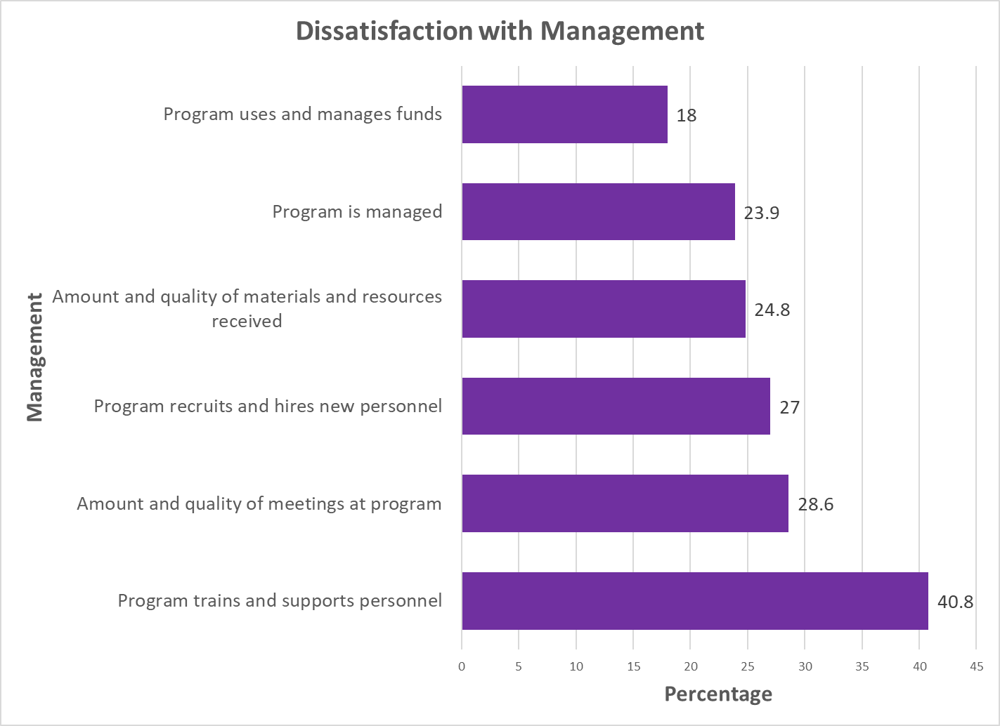 Dissatisfaction with Management
Management
Program uses and manages funds
18
Program is managed
23.9
Amount and quality of materials and resources
received
24.8
Program recruits and hires new personnel
27
Amount and quality of meetings at program
28.6
Program trains and supports personnel
40.8
0 5 10 15 20 25 30 35 40 45
Percentage